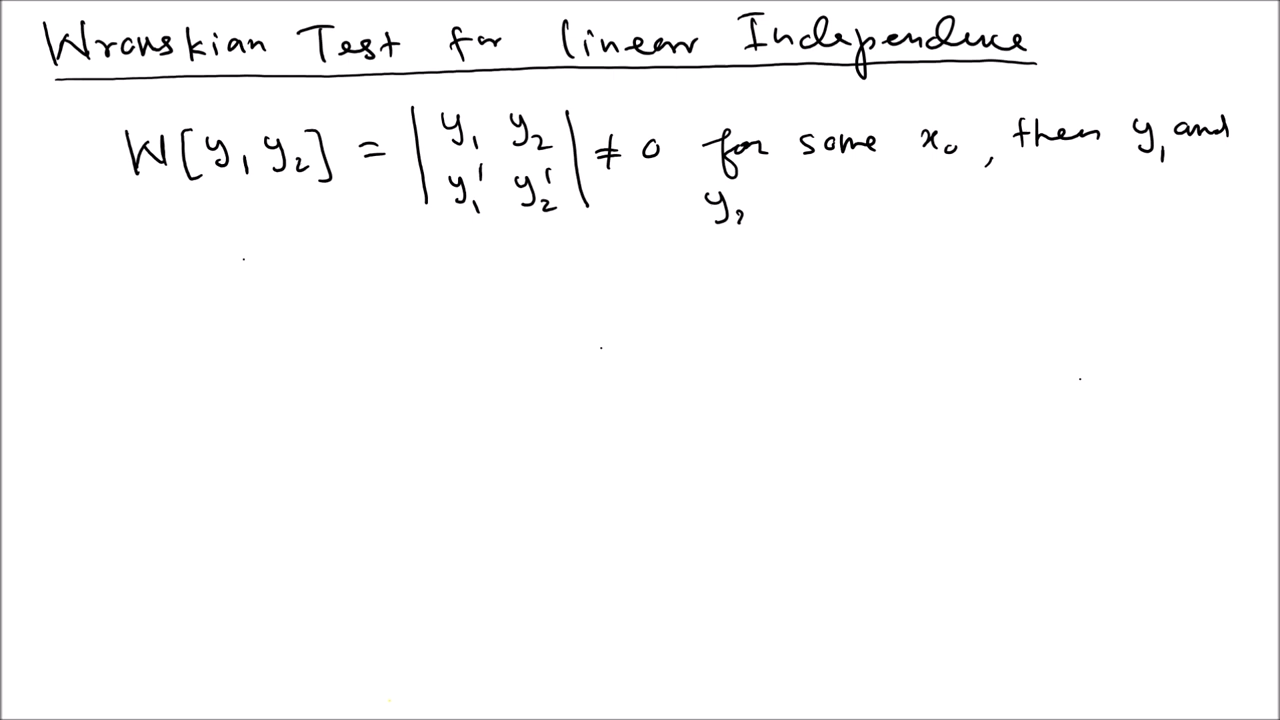 Wronskian Test for linear Independence
W[y₁ y₂] = | y₁ y₂ ; y₁' y₂' | ≠ 0 for some x₀, then y₁ and
y₂